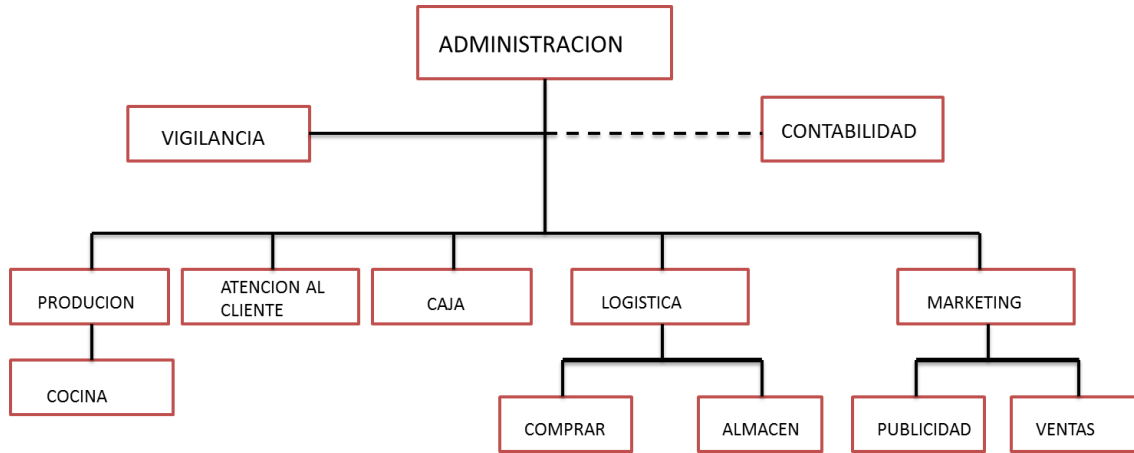 ADMINISTRACION
VIGILANCIA
CONTABILIDAD
PRODUCION
ATENCION AL
CLIENTE
CAJA
LOGISTICA
MARKETING
COCINA
COMPRAR
ALMACEN
PUBLICIDAD
VENTAS